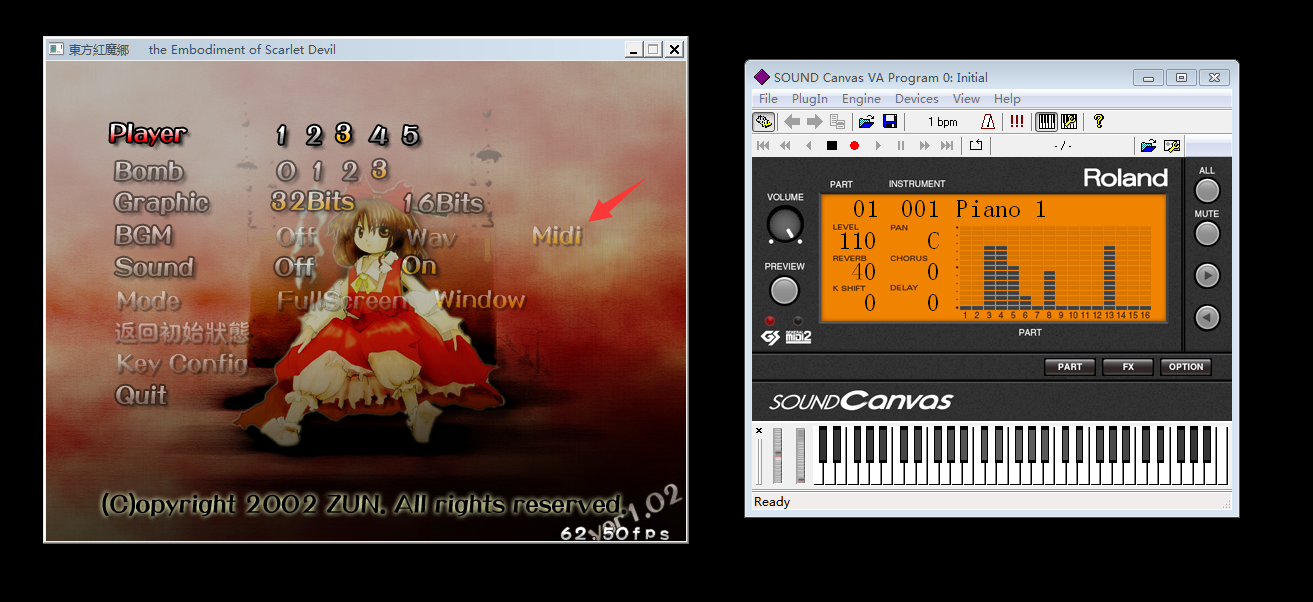 東方紅魔郷 the Embodiment of Scarlet Devil
Player 1 2 3 4 5
Bomb 0 1 2 3
Graphic 32Bits 16Bits
BGM Off Wav Midi
Sound Off On
Mode FullScreen Window
返回初始狀態
Key Config
Quit
(C)opyright 2002 ZUN. All rights reserved.
ver1.02
62.50fps
SOUND Canvas VA Program 0: Initial
File PlugIn Engine Devices View Help
1 bpm
- / -
Roland
VOLUME
PREVIEW
GS GENERAL midi2
PART INSTRUMENT
01 001 Piano 1
LEVEL PAN
110 C
REVERB CHORUS
40 0
K SHIFT DELAY
0 0
1 2 3 4 5 6 7 8 9 10 11 12 13 14 15 16
PART
ALL
MUTE
PART FX OPTION
SOUND Canvas
Ready